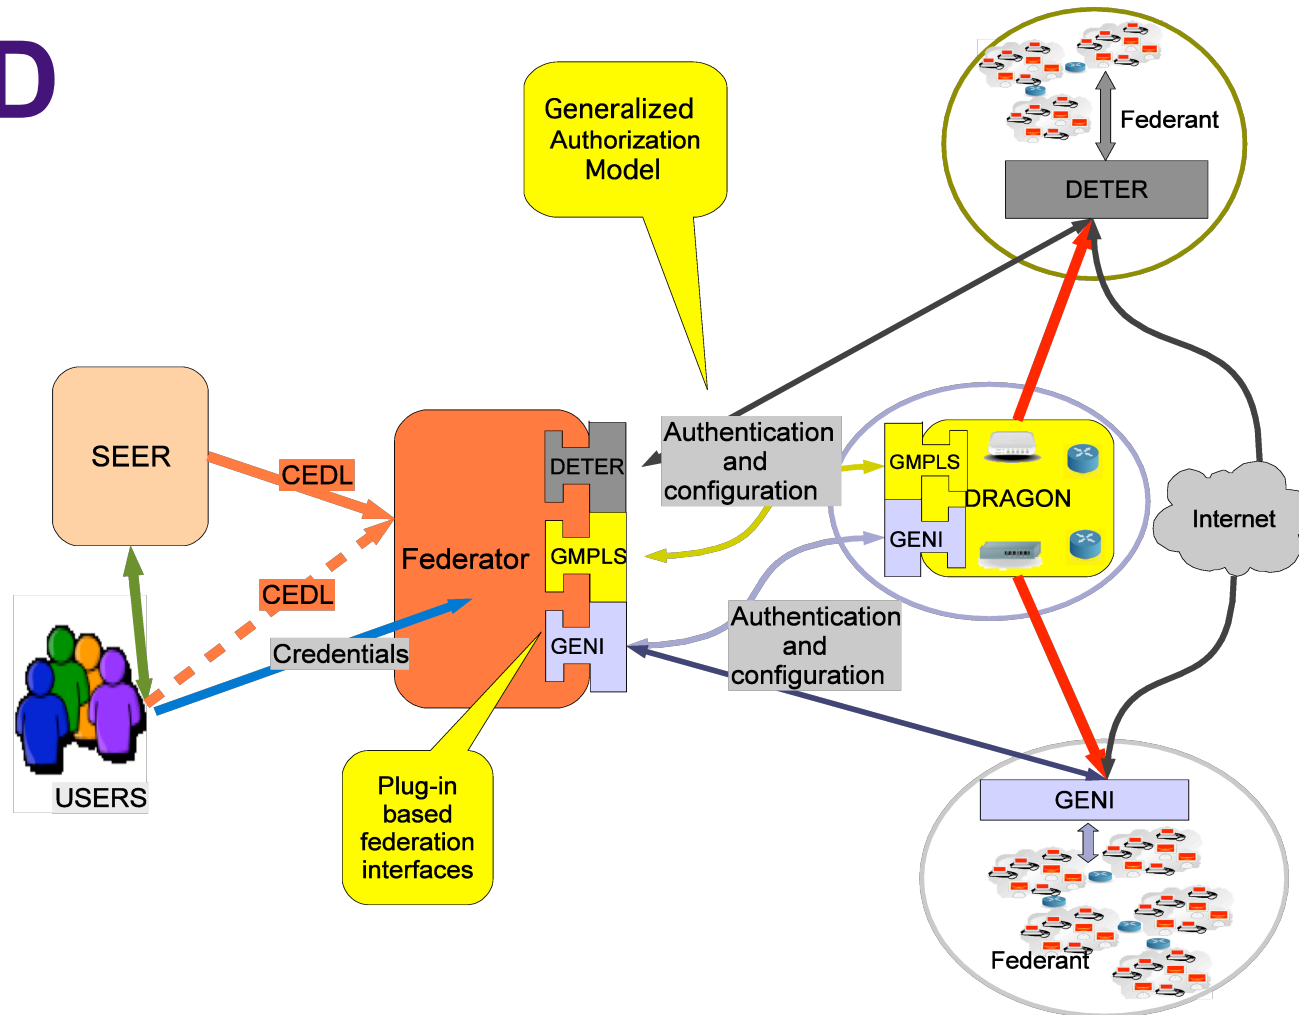 D
Generalized
Authorization
Model
Federant
DETER
SEER
CEDL
CEDL
Credentials
USERS
Federator
DETER
GMPLS
GENI
Authentication
and
configuration
Authentication
and
configuration
GMPLS
DRAGON
GENI
Internet
Plug-in
based
federation
interfaces
GENI
Federant